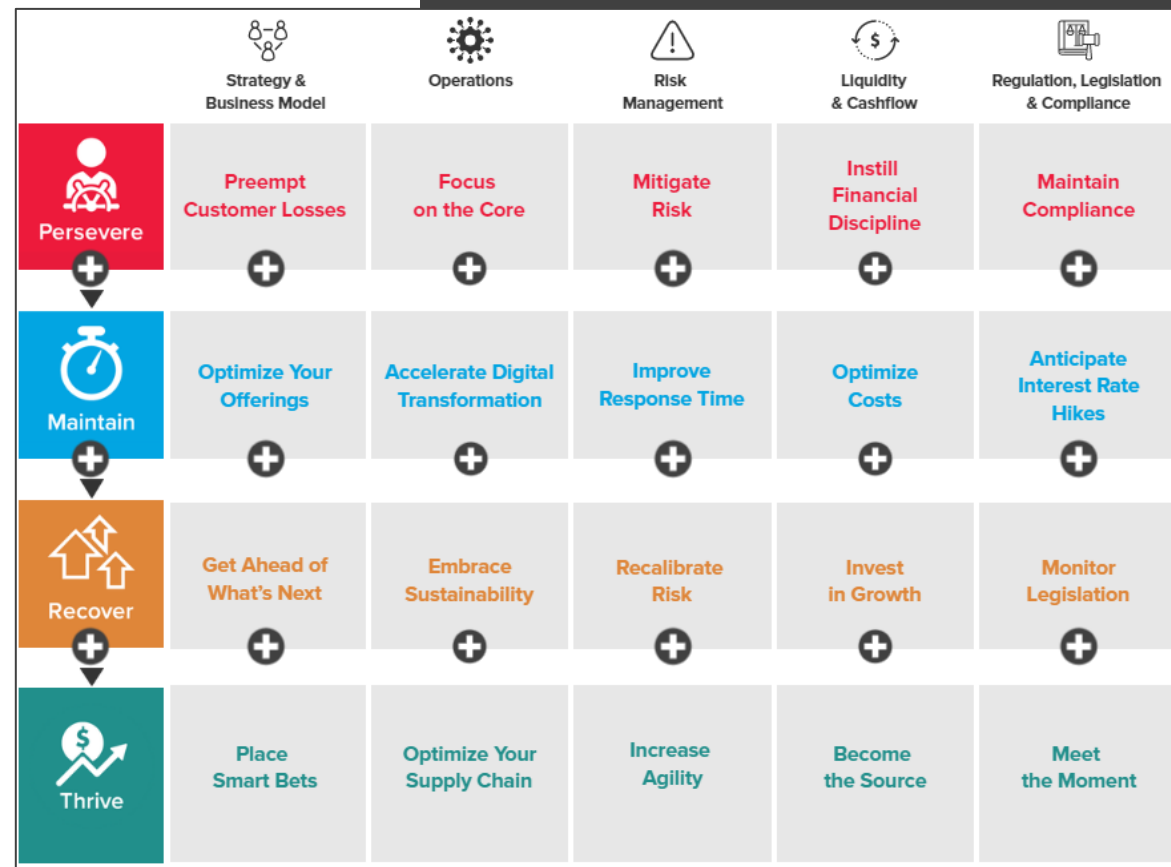 Strategy &
Business Model
Operations
Risk
Management
Liquidity
& Cashflow
Regulation, Legislation
& Compliance
Persevere
Preempt
Customer Losses
Focus
on the Core
Mitigate
Risk
Instill
Financial
Discipline
Maintain
Compliance
Maintain
Optimize Your
Offerings
Accelerate Digital
Transformation
Improve
Response Time
Optimize
Costs
Anticipate
Interest Rate
Hikes
Recover
Get Ahead of
What's Next
Embrace
Sustainability
Recalibrate
Risk
Invest
in Growth
Monitor
Legislation
Thrive
Place
Smart Bets
Optimize Your
Supply Chain
Increase
Agility
Become
the Source
Meet
the Moment